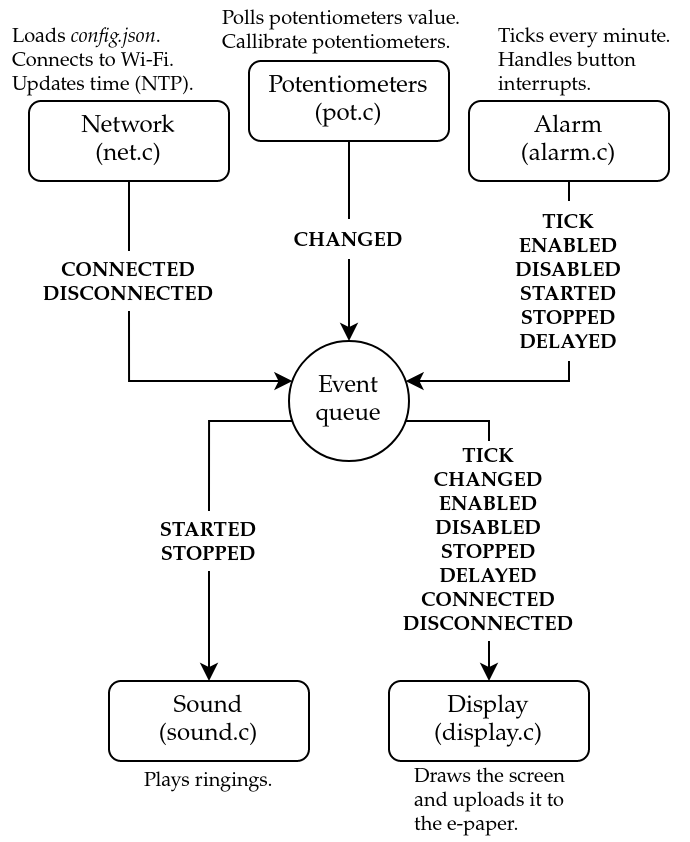 Polls potentiometers value.
Callibrate potentiometers.
Loads config.json.
Connects to Wi-Fi.
Updates time (NTP).
Ticks every minute.
Handles button
interrupts.
Network
(net.c)
Potentiometers
(pot.c)
Alarm
(alarm.c)
CONNECTED
DISCONNECTED
CHANGED
TICK
ENABLED
DISABLED
STARTED
STOPPED
DELAYED
Event
queue
STARTED
STOPPED
TICK
CHANGED
ENABLED
DISABLED
STOPPED
DELAYED
CONNECTED
DISCONNECTED
Sound
(sound.c)
Plays ringings.
Display
(display.c)
Draws the screen
and uploads it to
the e-paper.